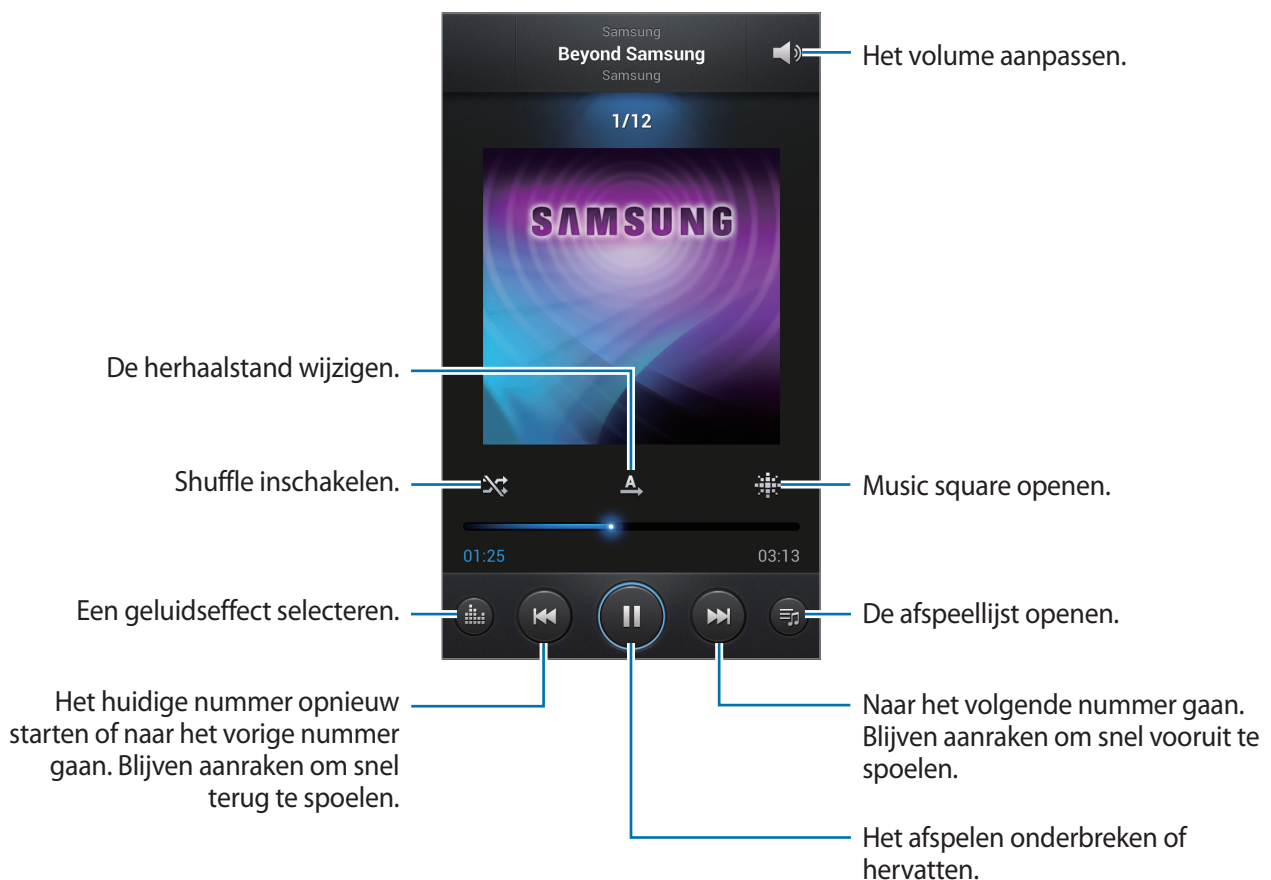 Samsung
Beyond Samsung
Samsung
Het volume aanpassen.
1/12
SAMSUNG
De herhaalstand wijzigen.
A
Shuffle inschakelen.
Music square openen.
01:25
03:13
Een geluidseffect selecteren.
De afspeellijst openen.
Het huidige nummer opnieuw
starten of naar het vorige nummer
gaan. Blijven aanraken om snel
terug te spoelen.
Naar het volgende nummer gaan.
Blijven aanraken om snel vooruit te
spoelen.
Het afspelen onderbreken of
hervatten.